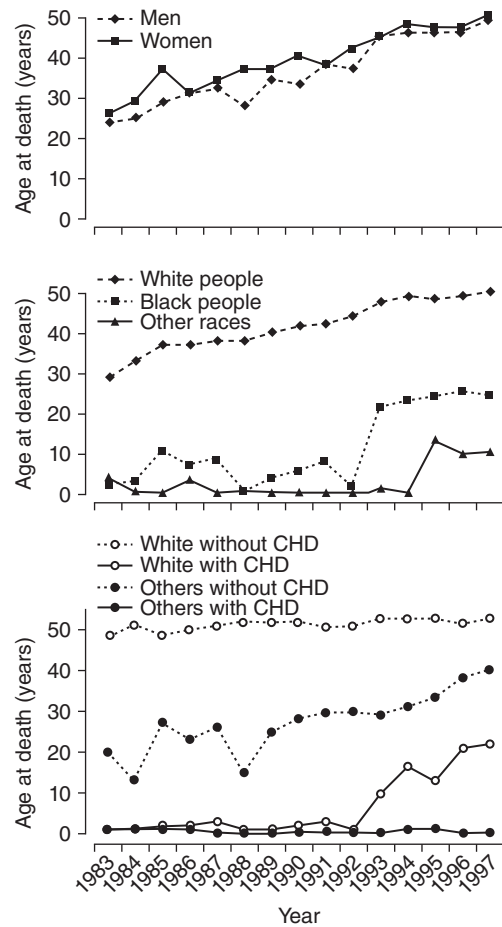 Men
Women
50
40
30
20
10
0
Age at death (years)
White people
Black people
Other races
50
40
30
20
10
0
Age at death (years)
White without CHD
White with CHD
Others without CHD
Others with CHD
50
40
30
20
10
0
Age at death (years)
1983
1984
1985
1986
1987
1988
1989
1990
1991
1992
1993
1994
1995
1996
1997
Year